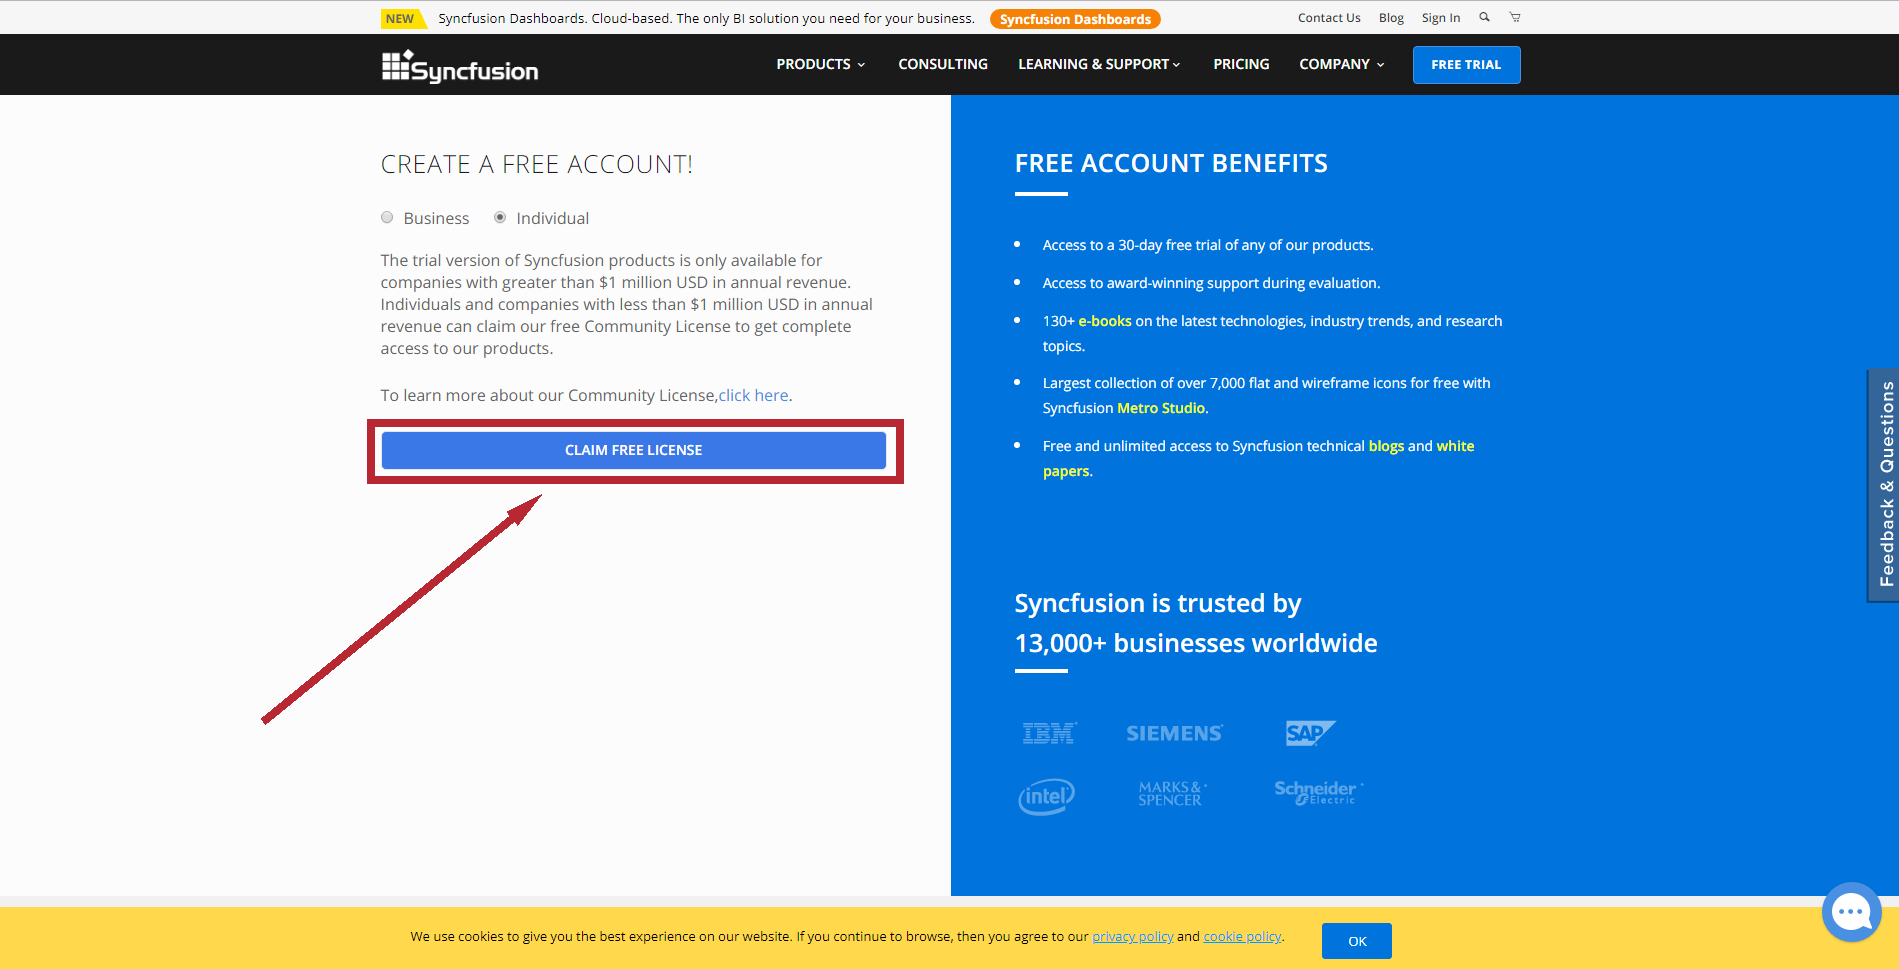 NEW Syncfusion Dashboards. Cloud-based. The only BI solution you need for your business. Syncfusion Dashboards Contact Us Blog Sign In
Syncfusion PRODUCTS CONSULTING LEARNING & SUPPORT PRICING COMPANY FREE TRIAL
CREATE A FREE ACCOUNT!
Business Individual
The trial version of Syncfusion products is only available for
companies with greater than $1 million USD in annual revenue.
Individuals and companies with less than $1 million USD in annual
revenue can claim our free Community License to get complete
access to our products.
To learn more about our Community License,click here.
CLAIM FREE LICENSE
FREE ACCOUNT BENEFITS
Access to a 30-day free trial of any of our products.
Access to award-winning support during evaluation.
130+ e-books on the latest technologies, industry trends, and research
topics.
Largest collection of over 7,000 flat and wireframe icons for free with
Syncfusion Metro Studio.
Free and unlimited access to Syncfusion technical blogs and white
papers.
Syncfusion is trusted by
13,000+ businesses worldwide
IBM SIEMENS SAP
intel MARKS & SPENCER Schneider Electric
Feedback & Questions
We use cookies to give you the best experience on our website. If you continue to browse, then you agree to our privacy policy and cookie policy. OK